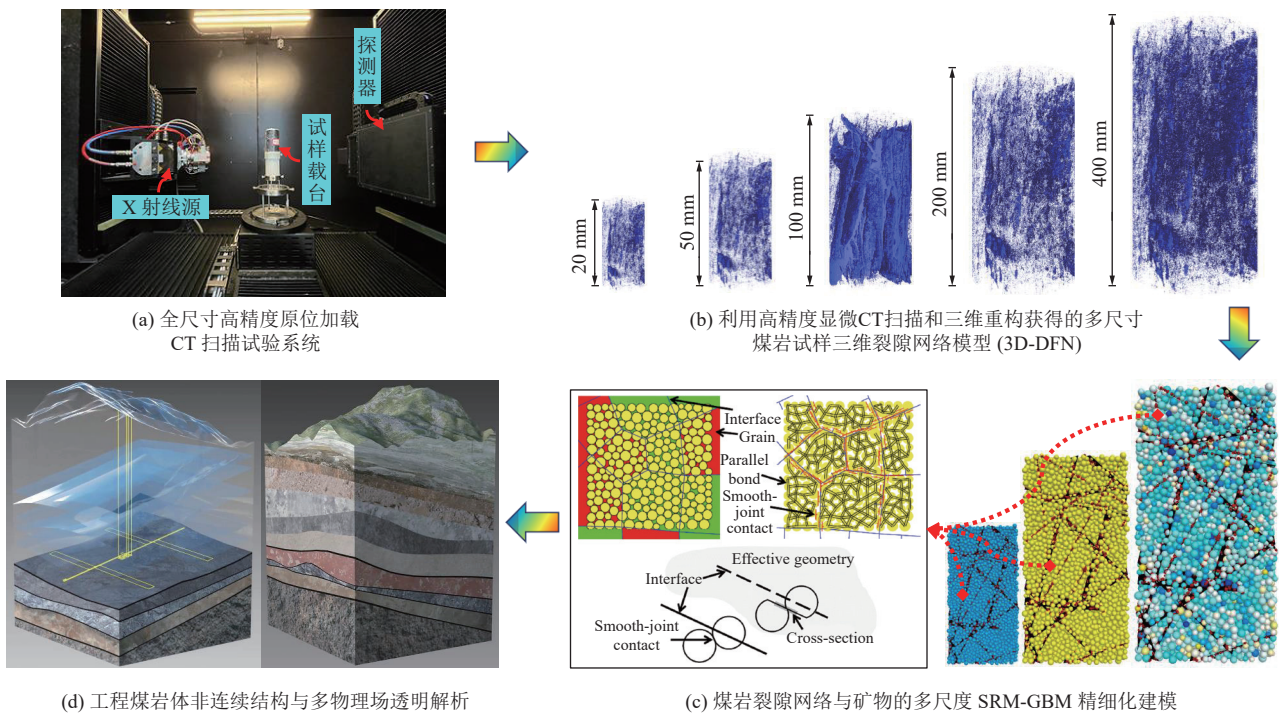 探测器
试样载台
X 射线源
(a) 全尺寸高精度原位加载
CT 扫描试验系统
20 mm
50 mm
100 mm
200 mm
400 mm
(b) 利用高精度显微CT扫描和三维重构获得的多尺寸
煤岩试样三维裂隙网络模型 (3D-DFN)
Interface
Grain
Parallel
bond
Smooth-
joint
contact
Effective geometry
Interface
Smooth-joint
contact
Cross-section
(c) 煤岩裂隙网络与矿物的多尺度 SRM-GBM 精细化建模
(d) 工程煤岩体非连续结构与多物理场透明解析